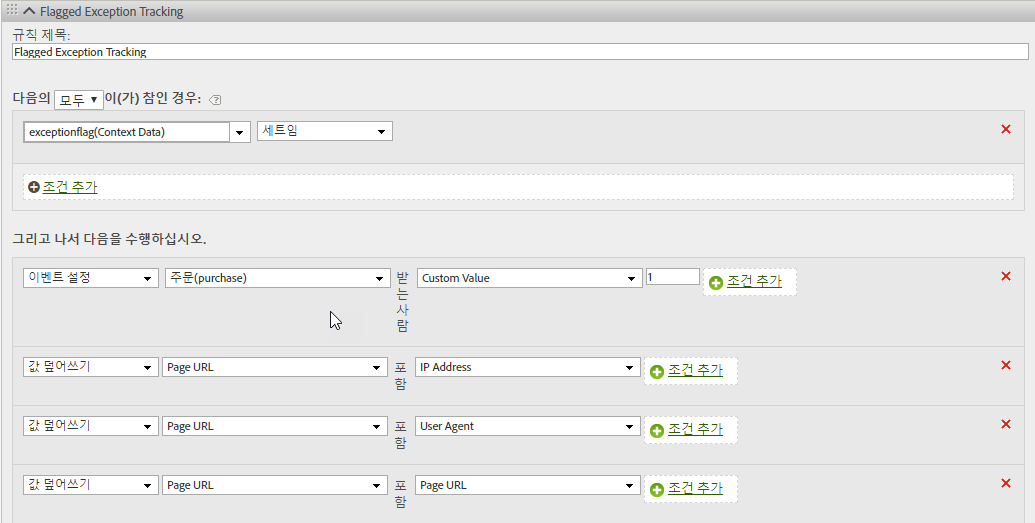 Flagged Exception Tracking
규칙 제목:
Flagged Exception Tracking
다음의 모두 이(가) 참인 경우:
exceptionflag(Context Data) 세트임
조건 추가
그리고 나서 다음을 수행하십시오.
이벤트 설정 주문(purchase) 받는사람 Custom Value 1 조건 추가
값 덮어쓰기 Page URL 포함 IP Address 조건 추가
값 덮어쓰기 Page URL 포함 User Agent 조건 추가
값 덮어쓰기 Page URL 포함 Page URL 조건 추가